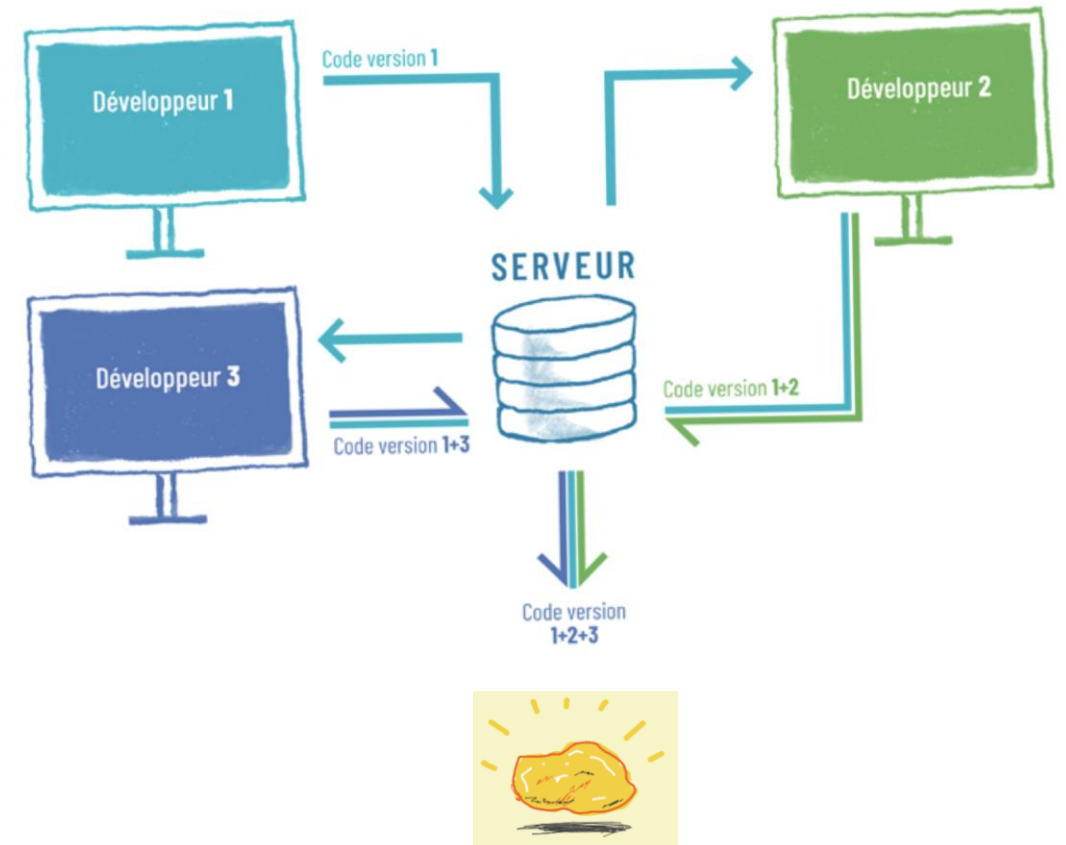 Développeur 1
Code version 1
Développeur 2
SERVEUR
Développeur 3
Code version 1+3
Code version 1+2
Code version
1+2+3